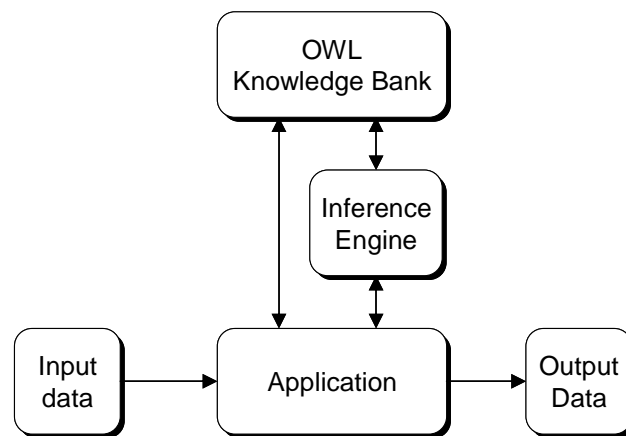 OWL
Knowledge Bank
Inference
Engine
Input
data
Application
Output
Data